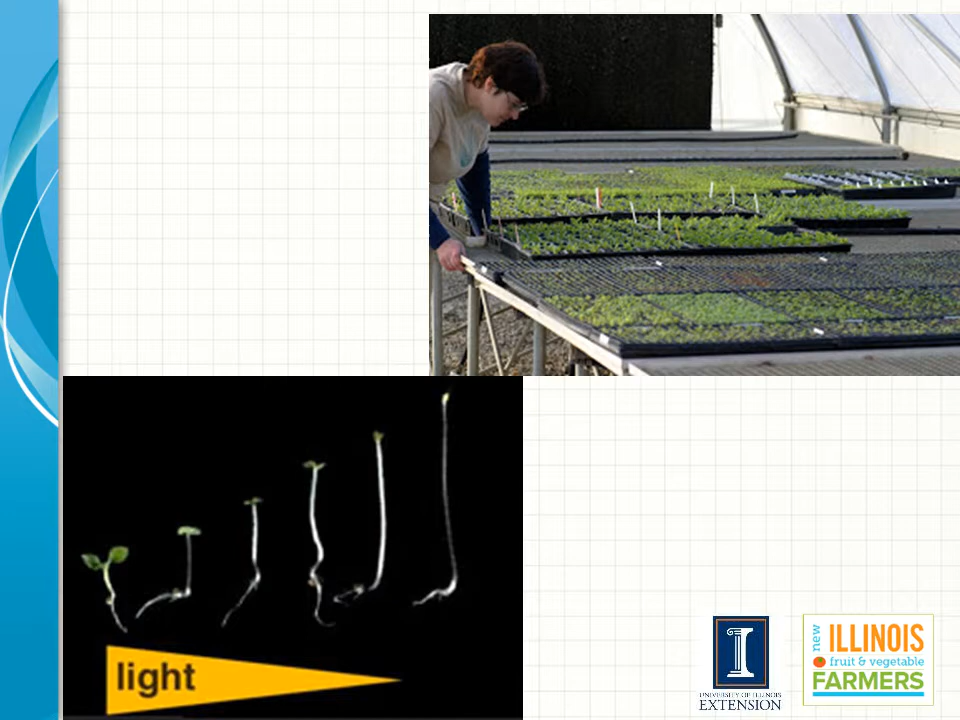 light
UNIVERSITY OF ILLINOIS
EXTENSION
new
ILLINOIS
fruit & vegetable
FARMERS